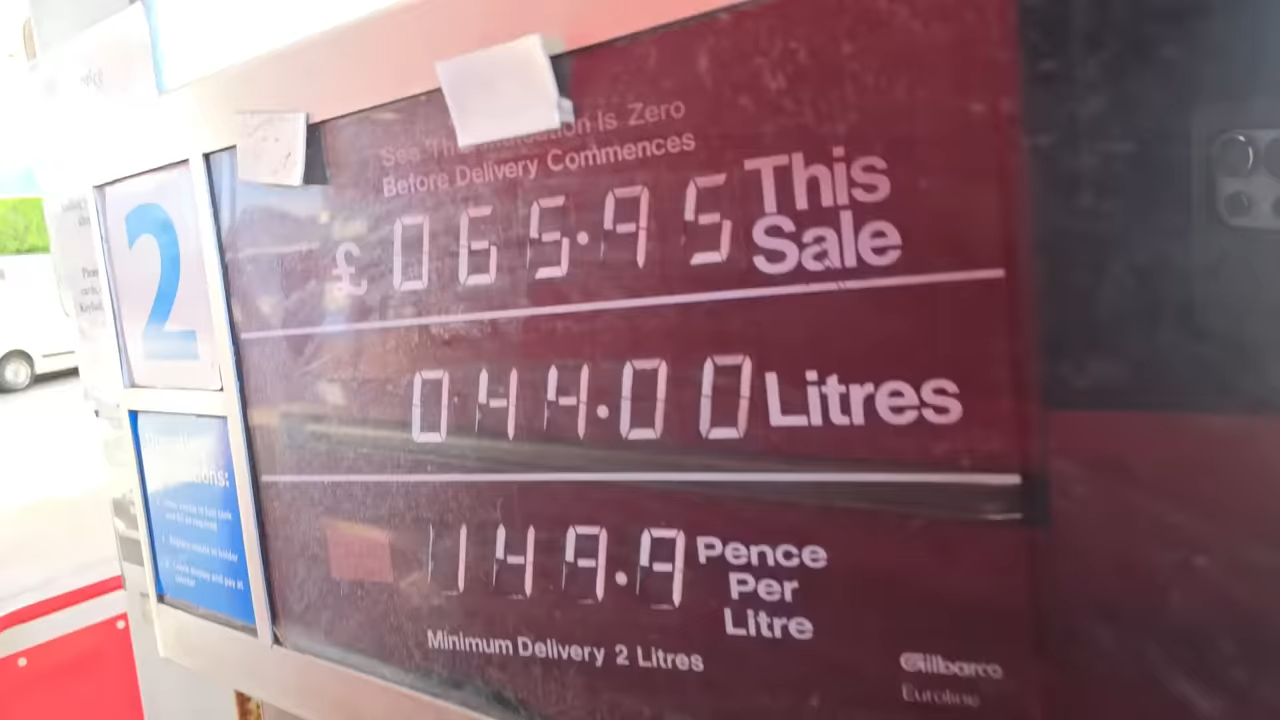 See The Indication Is Zero
Before Delivery Commences
£ 065.95 This
Sale
044.00 Litres
149.9 Pence
Per
Litre
Minimum Delivery 2 Litres
Gilbarco
Euroline
2